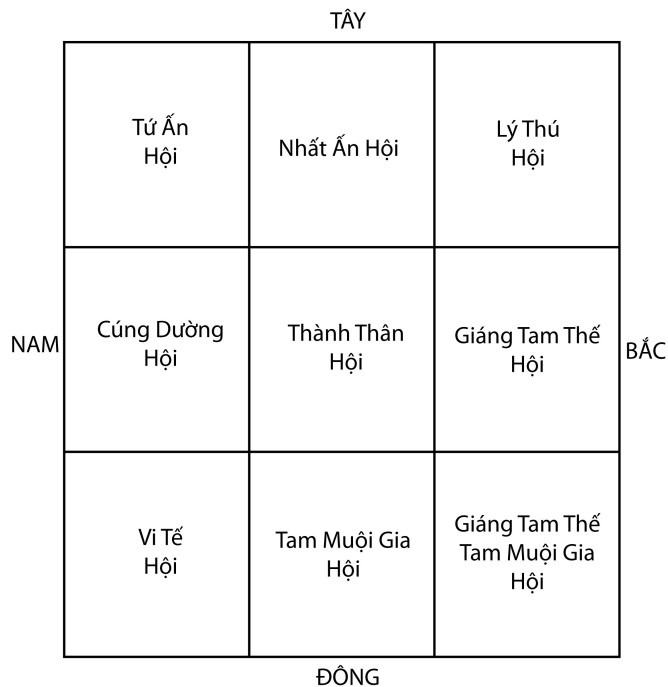 TÂY
Tứ Ấn
Hội
Nhất Ấn Hội
Lý Thú
Hội
NAM
Cúng Dường
Hội
Thành Thân
Hội
Giáng Tam Thế
Hội
BẮC
Vi Tế
Hội
Tam Muội Gia
Hội
Giáng Tam Thế
Tam Muội Gia
Hội
ĐÔNG